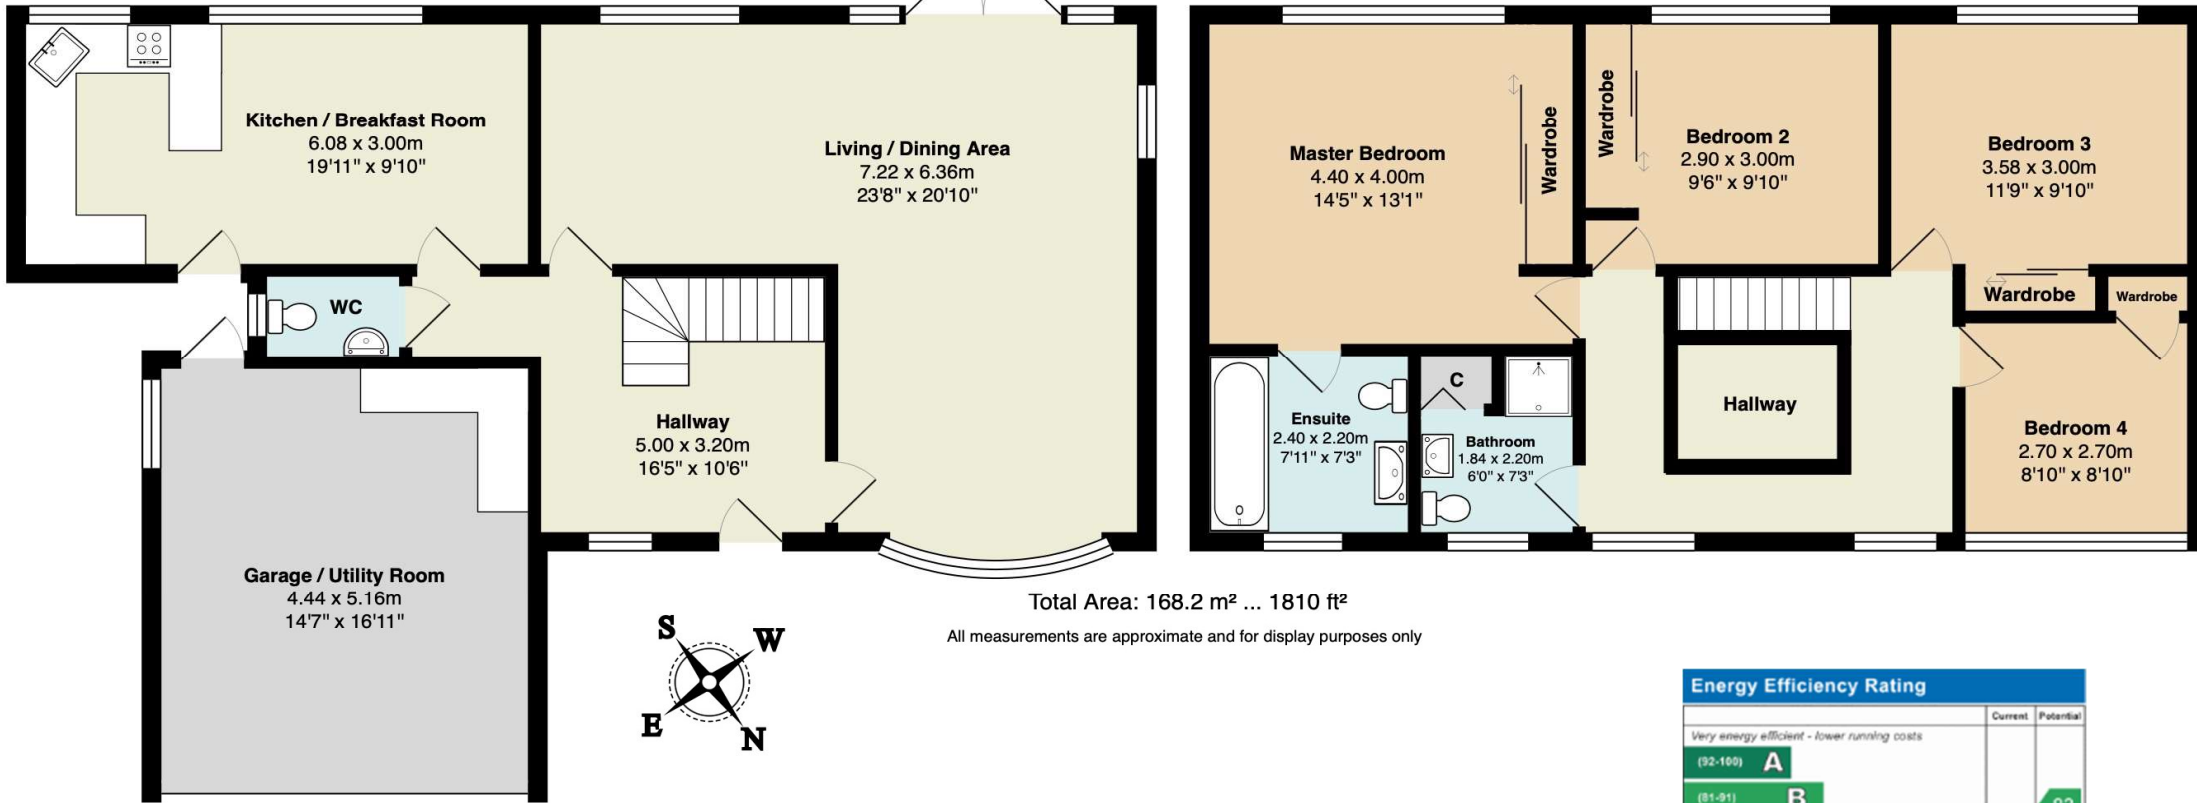 Kitchen / Breakfast Room
6.08 x 3.00m
19'11" x 9'10"
Living / Dining Area
7.22 x 6.36m
23'8" x 20'10"
WC
Hallway
5.00 x 3.20m
16'5" x 10'6"
Garage / Utility Room
4.44 x 5.16m
14'7" x 16'11"
Master Bedroom
4.40 x 4.00m
14'5" x 13'1"
Wardrobe
Wardrobe
Bedroom 2
2.90 x 3.00m
9'6" x 9'10"
Bedroom 3
3.58 x 3.00m
11'9" x 9'10"
Wardrobe
Wardrobe
Ensuite
2.40 x 2.20m
7'11" x 7'3"
C
Bathroom
1.84 x 2.20m
6'0" x 7'3"
Hallway
Bedroom 4
2.70 x 2.70m
8'10" x 8'10"
Total Area: 168.2 m² ... 1810 ft²
All measurements are approximate and for display purposes only
S
W
E
N
Energy Efficiency Rating
Current Potential
Very energy efficient - lower running costs
(92-100) A
(81-91) B